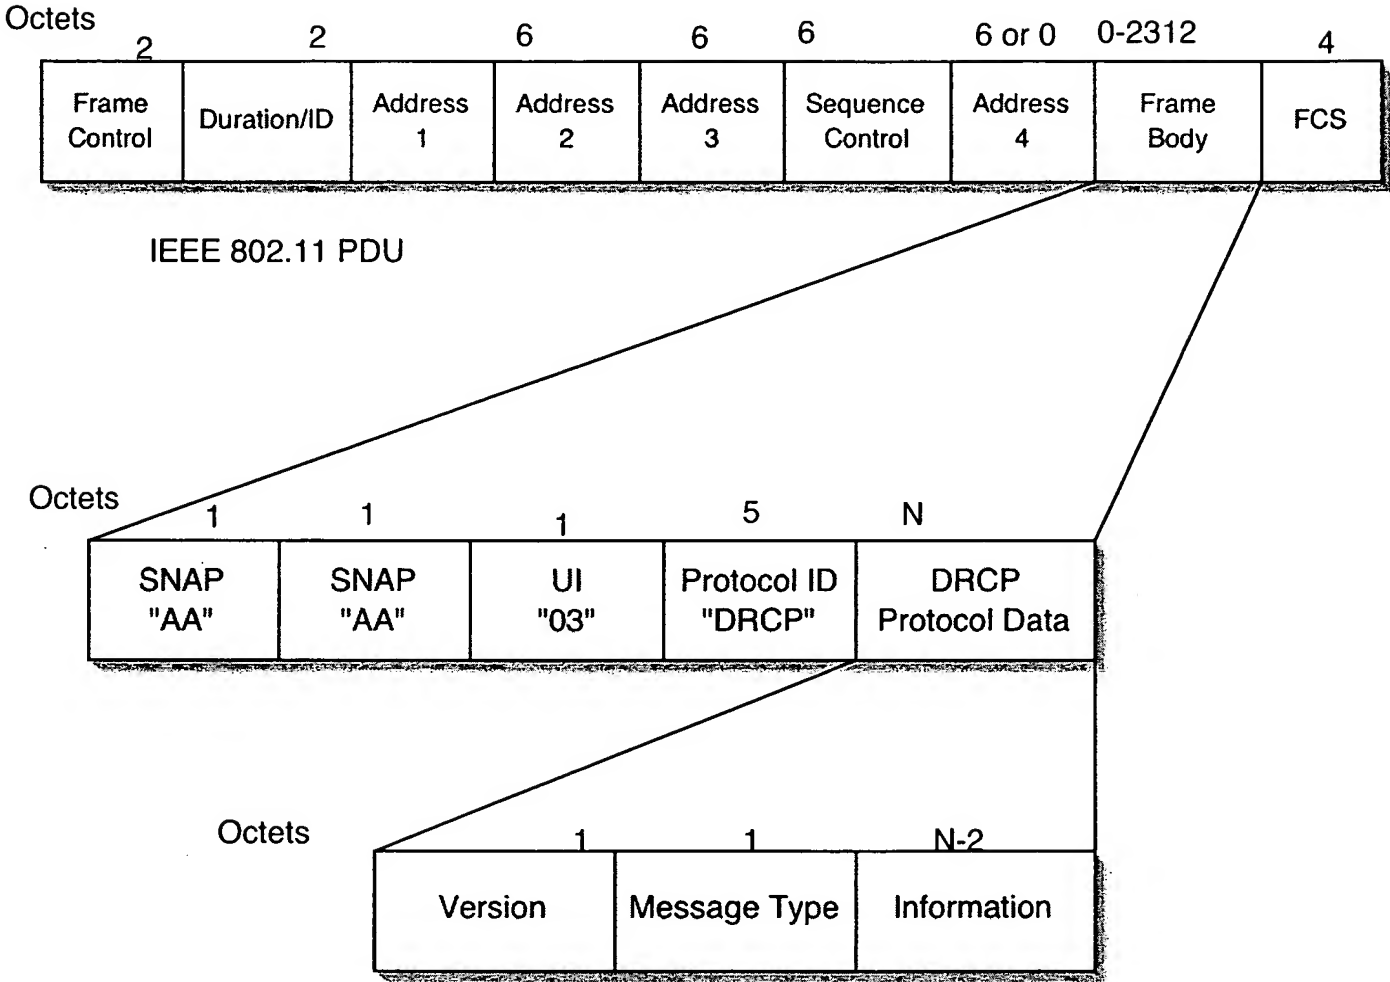 Octets
2 2 6 6 6 6 or 0 0-2312 4
Frame Control
Duration/ID
Address 1
Address 2
Address 3
Sequence Control
Address 4
Frame Body
FCS
IEEE 802.11 PDU
Octets
1 1 1 5 N
SNAP "AA"
SNAP "AA"
UI "03"
Protocol ID "DRCP"
DRCP Protocol Data
Octets
1 1 N-2
Version
Message Type
Information